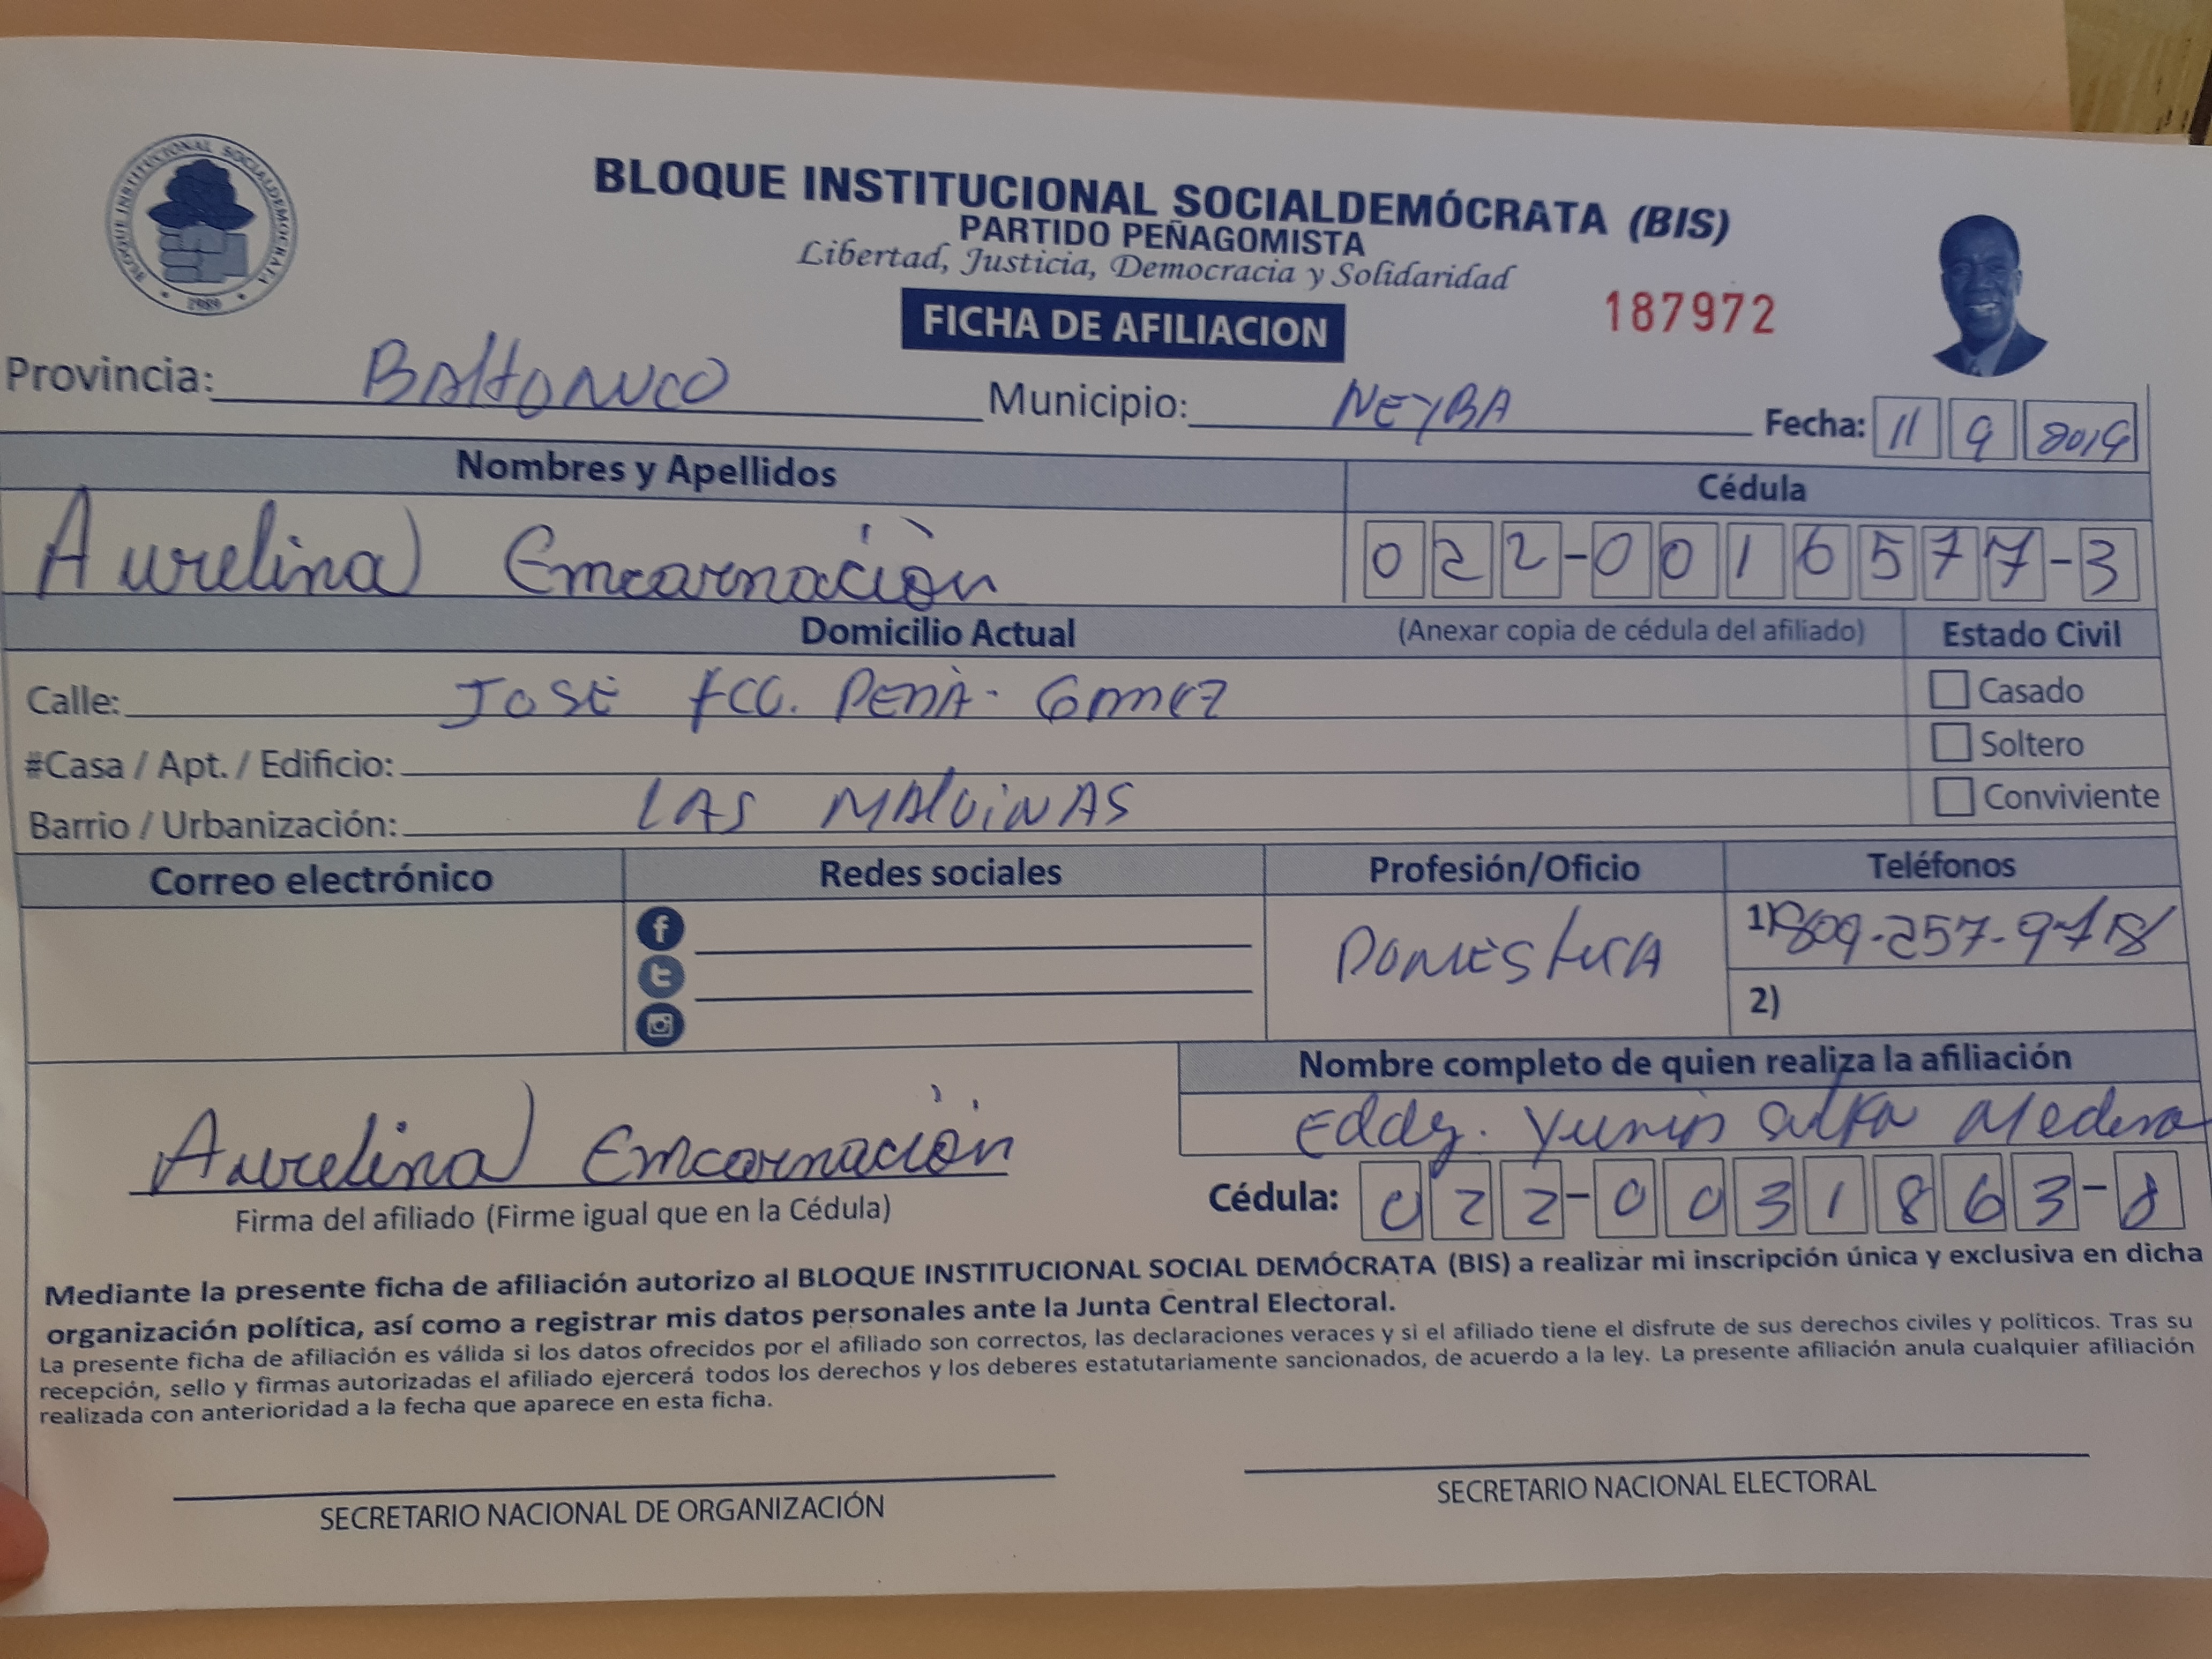 BLOQUE INSTITUCIONAL SOCIALDEMOCRATA
1989
BLOQUE INSTITUCIONAL SOCIALDEMÓCRATA (BIS)
PARTIDO PEÑAGOMISTA
Libertad, Justicia, Democracia y Solidaridad
FICHA DE AFILIACION
187972
Provincia: BAHONUCO Municipio: NEYBA Fecha: 11 9 2019
Nombres y Apellidos Cédula
Aurelina Emcarnación 022-0016577-3
Domicilio Actual (Anexar copia de cédula del afiliado) Estado Civil
Calle: JOSÉ FCO. PEÑA- GOMEZ Casado
#Casa / Apt. / Edificio: Soltero
Barrio / Urbanización: LAS MALVINAS Conviviente
Correo electrónico Redes sociales Profesión/Oficio Teléfonos
DOMESTICA 1) 809-257-9718
2)
Nombre completo de quien realiza la afiliación
Eddy. Medina
Aurelina Emcarnación
Cédula: 022-0031863-8
Firma del afiliado (Firme igual que en la Cédula)
Mediante la presente ficha de afiliación autorizo al BLOQUE INSTITUCIONAL SOCIAL DEMÓCRATA (BIS) a realizar mi inscripción única y exclusiva en dicha
organización política, así como a registrar mis datos personales ante la Junta Central Electoral.
La presente ficha de afiliación es válida si los datos ofrecidos por el afiliado son correctos, las declaraciones veraces y si el afiliado tiene el disfrute de sus derechos civiles y políticos. Tras su
recepción, sello y firmas autorizadas el afiliado ejercerá todos los derechos y los deberes estatutariamente sancionados, de acuerdo a la ley. La presente afiliación anula cualquier afiliación
realizada con anterioridad a la fecha que aparece en esta ficha.
SECRETARIO NACIONAL DE ORGANIZACIÓN SECRETARIO NACIONAL ELECTORAL